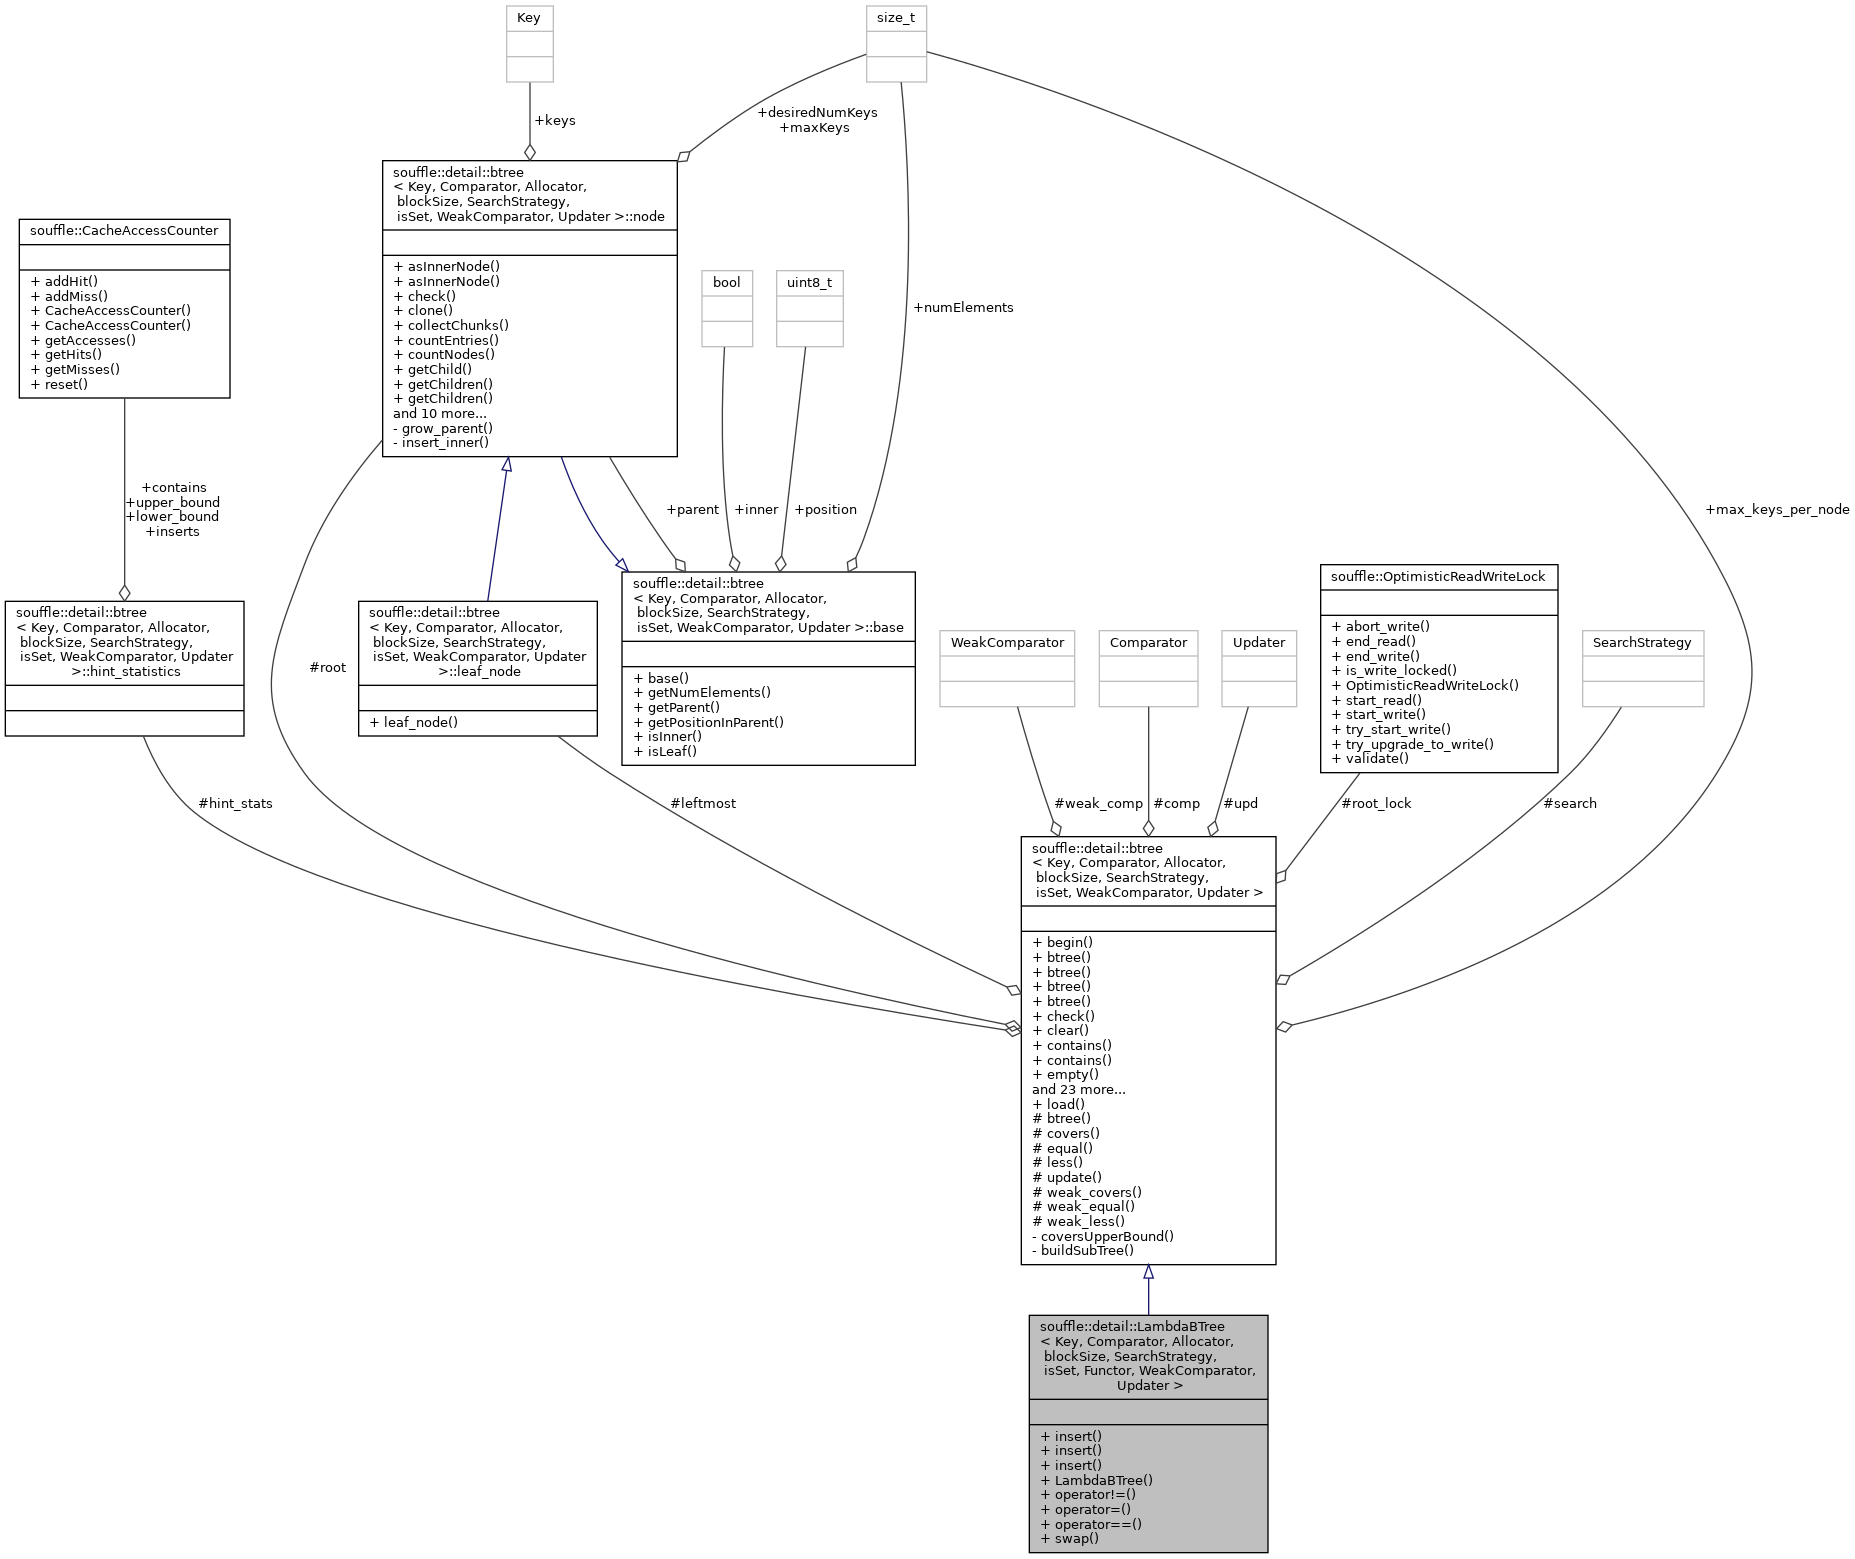 Key
size_t
+keys
+desiredNumKeys
+maxKeys
souffle::detail::btree
< Key, Comparator, Allocator,
blockSize, SearchStrategy,
isSet, WeakComparator, Updater >::node
+ asInnerNode()
+ asInnerNode()
+ check()
+ clone()
+ collectChunks()
+ countEntries()
+ countNodes()
+ getChild()
+ getChildren()
+ getChildren()
and 10 more...
- grow_parent()
- insert_inner()
souffle::CacheAccessCounter
+ addHit()
+ addMiss()
+ CacheAccessCounter()
+ CacheAccessCounter()
+ getAccesses()
+ getHits()
+ getMisses()
+ reset()
bool
uint8_t
+numElements
+contains
+upper_bound
+lower_bound
+inserts
+parent
+inner
+position
+max_keys_per_node
souffle::detail::btree
< Key, Comparator, Allocator,
blockSize, SearchStrategy,
isSet, WeakComparator, Updater
>::hint_statistics
#root
souffle::detail::btree
< Key, Comparator, Allocator,
blockSize, SearchStrategy,
isSet, WeakComparator, Updater
>::leaf_node
+ leaf_node()
souffle::detail::btree
< Key, Comparator, Allocator,
blockSize, SearchStrategy,
isSet, WeakComparator, Updater >::base
+ base()
+ getNumElements()
+ getParent()
+ getPositionInParent()
+ isInner()
+ isLeaf()
WeakComparator
Comparator
Updater
souffle::OptimisticReadWriteLock
+ abort_write()
+ end_read()
+ end_write()
+ is_write_locked()
+ OptimisticReadWriteLock()
+ start_read()
+ start_write()
+ try_start_write()
+ try_upgrade_to_write()
+ validate()
SearchStrategy
#hint_stats
#leftmost
#weak_comp
#comp
#upd
#root_lock
#search
souffle::detail::btree
< Key, Comparator, Allocator,
blockSize, SearchStrategy,
isSet, WeakComparator, Updater >
+ begin()
+ btree()
+ btree()
+ btree()
+ btree()
+ check()
+ clear()
+ contains()
+ contains()
+ empty()
and 23 more...
+ load()
# btree()
# covers()
# equal()
# less()
# update()
# weak_covers()
# weak_equal()
# weak_less()
- coversUpperBound()
- buildSubTree()
souffle::detail::LambdaBTree
< Key, Comparator, Allocator,
blockSize, SearchStrategy,
isSet, Functor, WeakComparator,
Updater >
+ insert()
+ insert()
+ insert()
+ LambdaBTree()
+ operator!=()
+ operator=()
+ operator==()
+ swap()